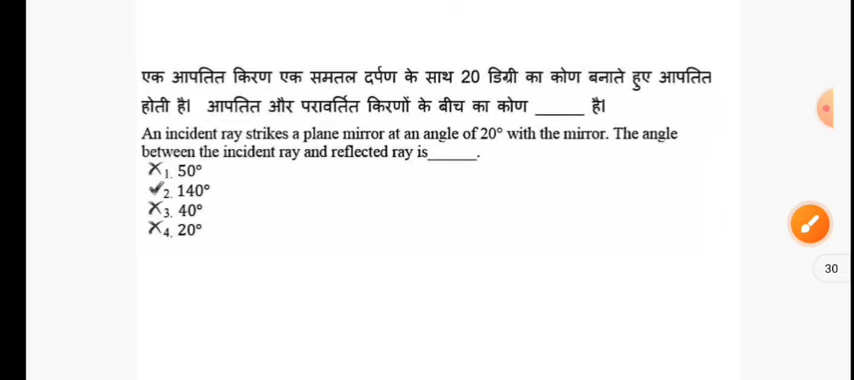 एक आपतित किरण एक समतल दर्पण के साथ 20 डिग्री का कोण बनाते हुए आपतित
होती है। आपतित और परावर्तित किरणों के बीच का कोण ______ है।
An incident ray strikes a plane mirror at an angle of 20° with the mirror. The angle
between the incident ray and reflected ray is______.
1. 50°
2. 140°
3. 40°
4. 20°
30